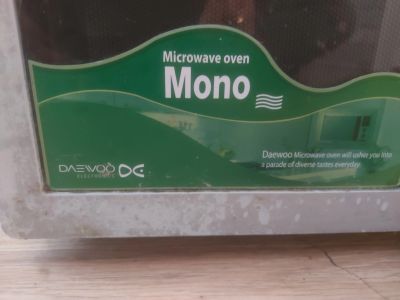 Microwave oven
Mono
Daewoo Microwave oven will usher you into
a parade of diverse tastes everyday.
DAEWOO
ELECTRONICS